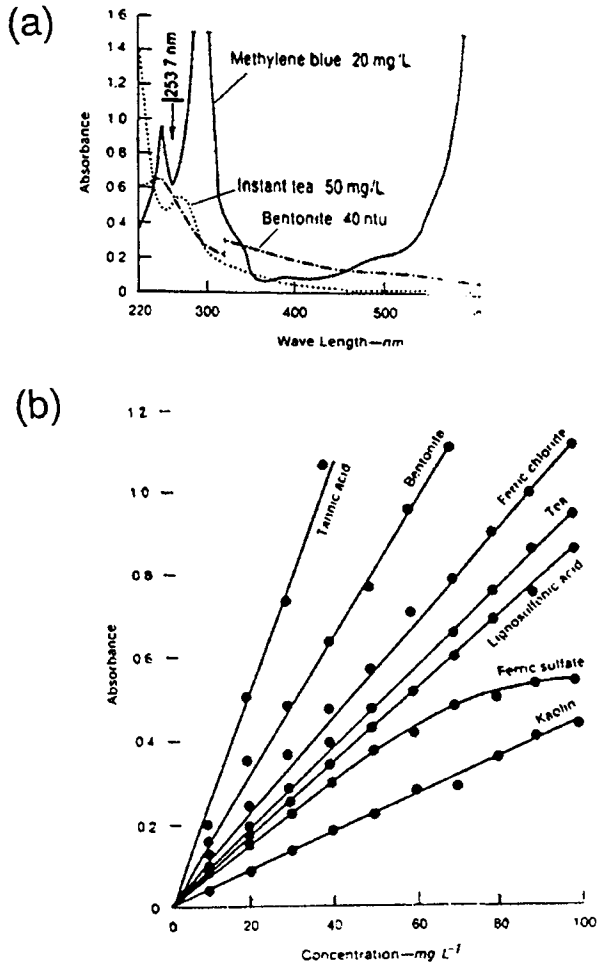 (a)
1 6
1 4
1 2
1 0
0 8
0 6
0 4
0 2
0
Absorbance
253 7 nm
Methylene blue 20 mg/L
Instant tea 50 mg/L
Bentonite 40 ntu
220 300 400 500
Wave Length—nm
(b)
1 2
1 0
0 8
0 6
0 4
0 2
0
Absorbance
Tannic acid
Bentonite
Ferric chloride
Tea
Lignosulfonic acid
Ferric sulfate
Kaolin
0 20 40 60 80 100
Concentration—mg L⁻¹